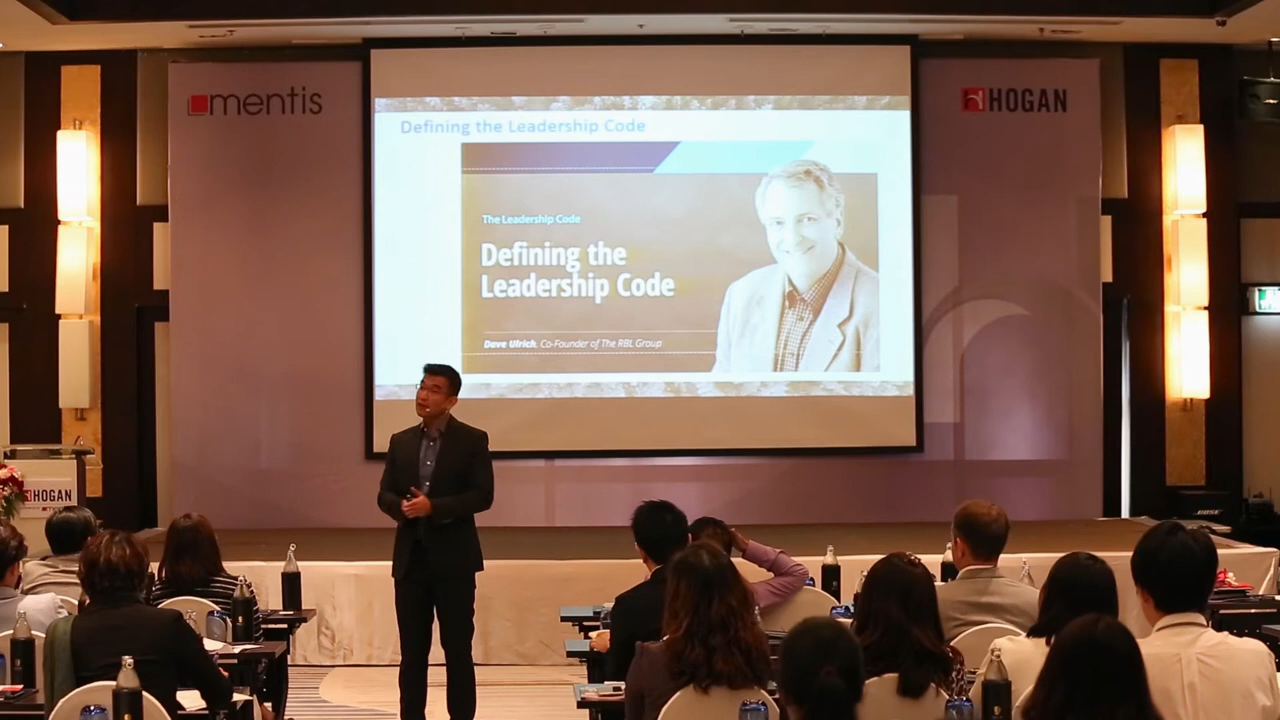 mentis
HOGAN
Defining the Leadership Code
The Leadership Code
Defining the
Leadership Code
Dave Ulrich, Co-Founder of The RBL Group
HOGAN
BOSE